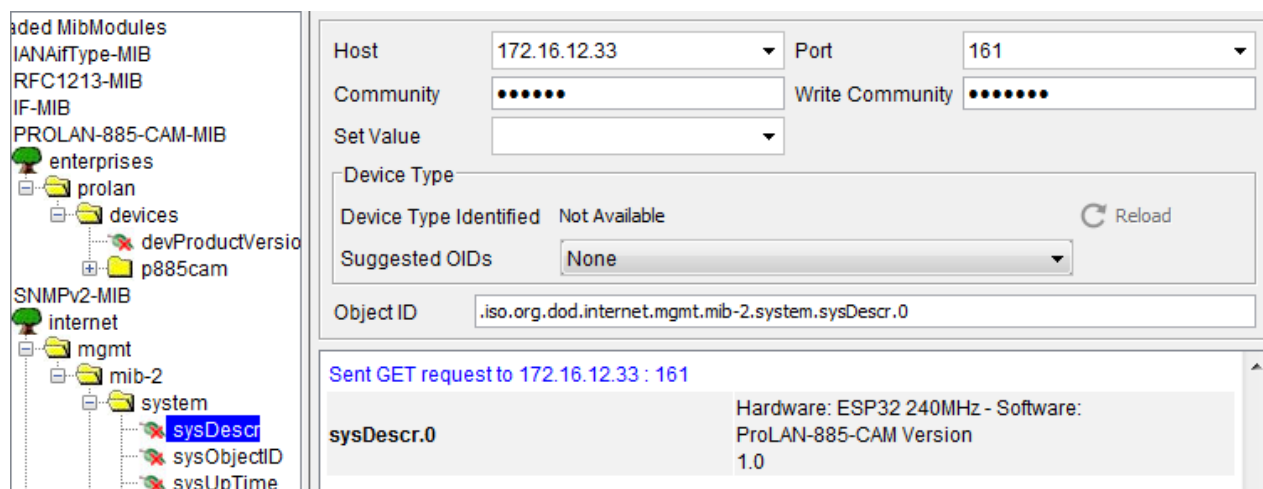 aded MibModules
IANAifType-MIB
RFC1213-MIB
IF-MIB
PROLAN-885-CAM-MIB
enterprises
prolan
devices
devProductVersio
p885cam
SNMPv2-MIB
internet
mgmt
mib-2
system
sysDescr
sysObjectID
sysUpTime
Host 172.16.12.33 Port 161
Community ●●●●●● Write Community ●●●●●●●
Set Value
Device Type
Device Type Identified Not Available Reload
Suggested OIDs None
Object ID .iso.org.dod.internet.mgmt.mib-2.system.sysDescr.0
Sent GET request to 172.16.12.33 : 161
Hardware: ESP32 240MHz - Software:
sysDescr.0 ProLAN-885-CAM Version
1.0